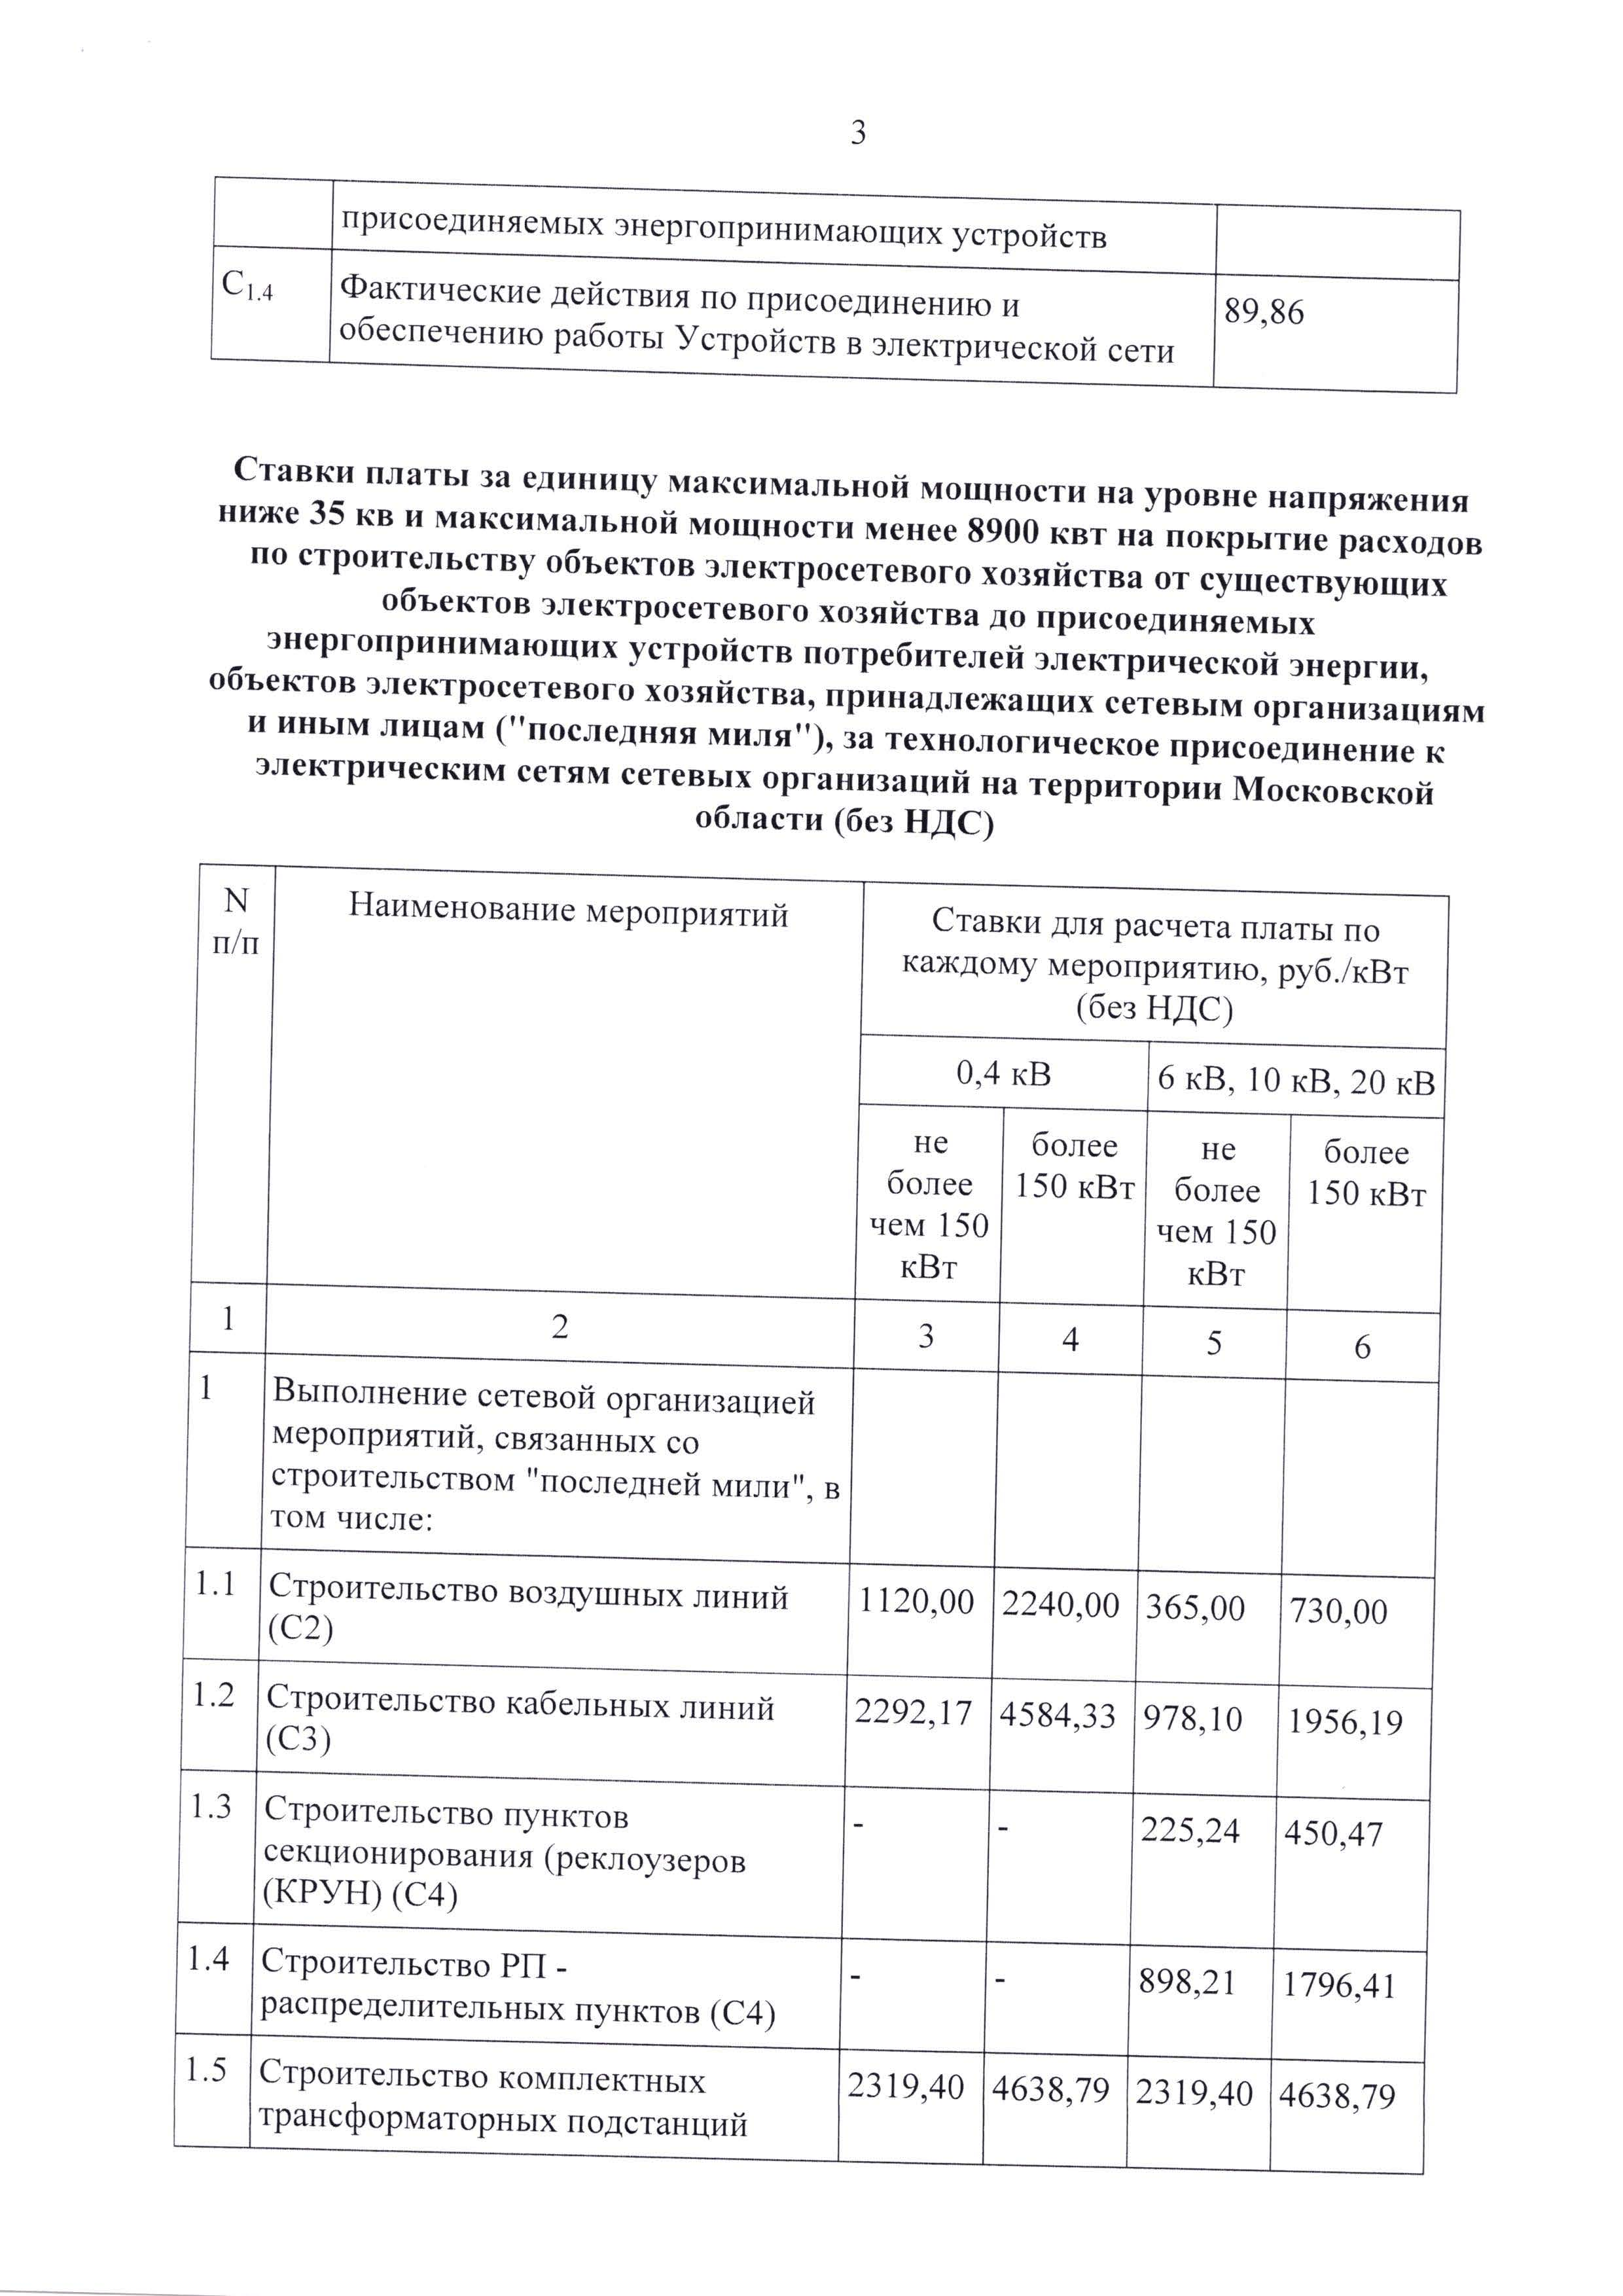 3
присоединяемых энергопринимающих устройств
С1.4
Фактические действия по присоединению и
обеспечению работы Устройств в электрической сети
89,86
Ставки платы за единицу максимальной мощности на уровне напряжения
ниже 35 кв и максимальной мощности менее 8900 квт на покрытие расходов
по строительству объектов электросетевого хозяйства от существующих
объектов электросетевого хозяйства до присоединяемых
энергопринимающих устройств потребителей электрической энергии,
объектов электросетевого хозяйства, принадлежащих сетевым организациям
и иным лицам ("последняя миля"), за технологическое присоединение к
электрическим сетям сетевых организаций на территории Московской
области (без НДС)
N
п/п
Наименование мероприятий
Ставки для расчета платы по
каждому мероприятию, руб./кВт
(без НДС)
0,4 кВ
6 кВ, 10 кВ, 20 кВ
не
более
чем 150
кВт
более
150 кВт
не
более
чем 150
кВт
более
150 кВт
1 2 3 4 5 6
1
Выполнение сетевой организацией
мероприятий, связанных со
строительством "последней мили", в
том числе:
1.1
Строительство воздушных линий
(С2)
1120,00 2240,00 365,00 730,00
1.2
Строительство кабельных линий
(С3)
2292,17 4584,33 978,10 1956,19
1.3
Строительство пунктов
секционирования (реклоузеров
(КРУН) (С4)
- - 225,24 450,47
1.4
Строительство РП -
распределительных пунктов (С4)
- - 898,21 1796,41
1.5
Строительство комплектных
трансформаторных подстанций
2319,40 4638,79 2319,40 4638,79